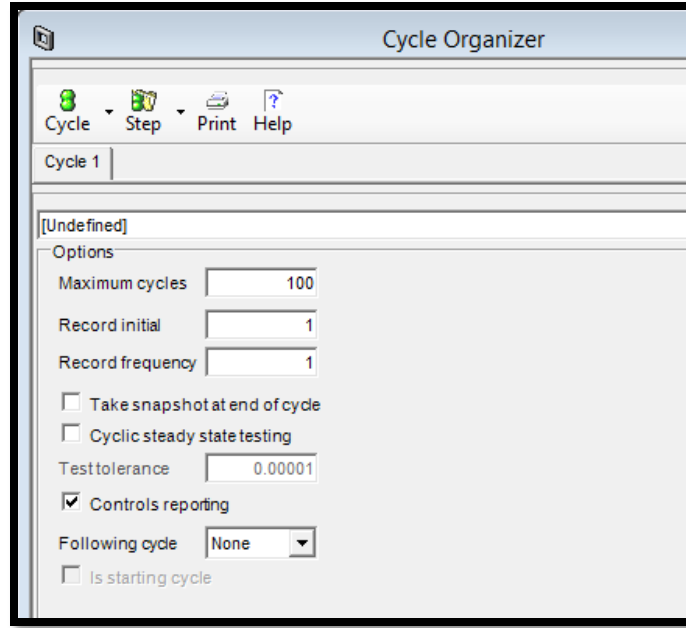 Cycle Organizer
Cycle Step Print Help
Cycle 1
[Undefined]
Options
Maximum cycles 100
Record initial 1
Record frequency 1
Take snapshot at end of cycle
Cyclic steady state testing
Test tolerance 0.00001
Controls reporting
Following cycle None
Is starting cycle